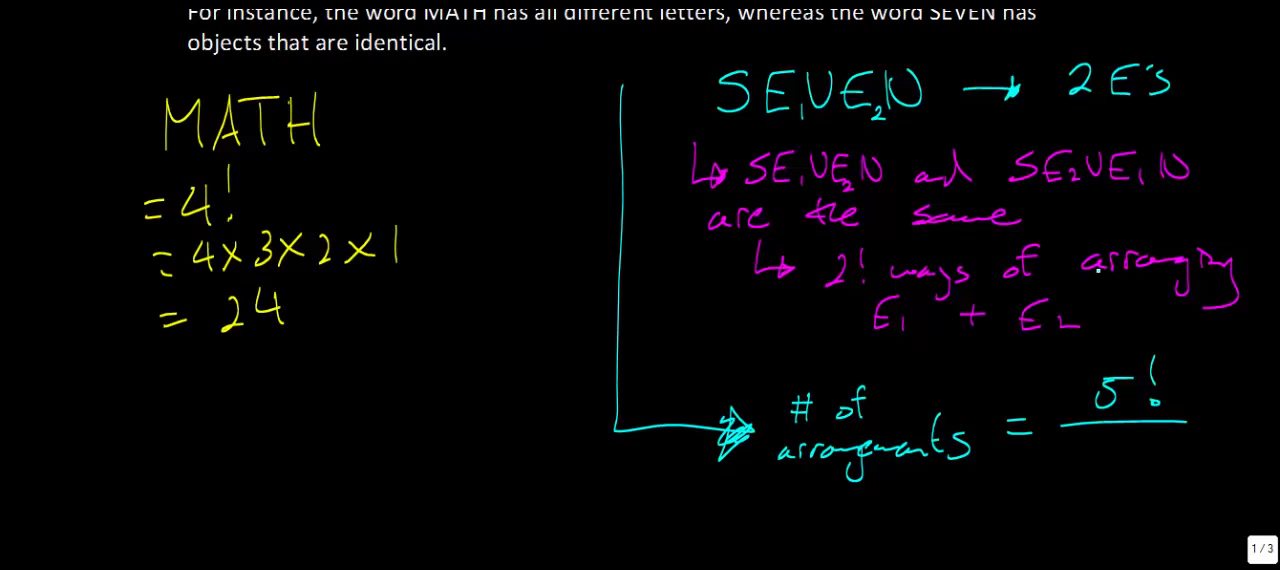 For instance, the word MATH has all different letters, whereas the word SEVEN has
objects that are identical.
MATH
= 4!
= 4 × 3 × 2 × 1
= 24
SE₁VE₂N → 2 E's
↳ SE₁VE₂N and SE₂VE₁N
are the same
↳ 2! ways of arranging
E₁ + E₂
# of
arrangements = 5!
1 / 3